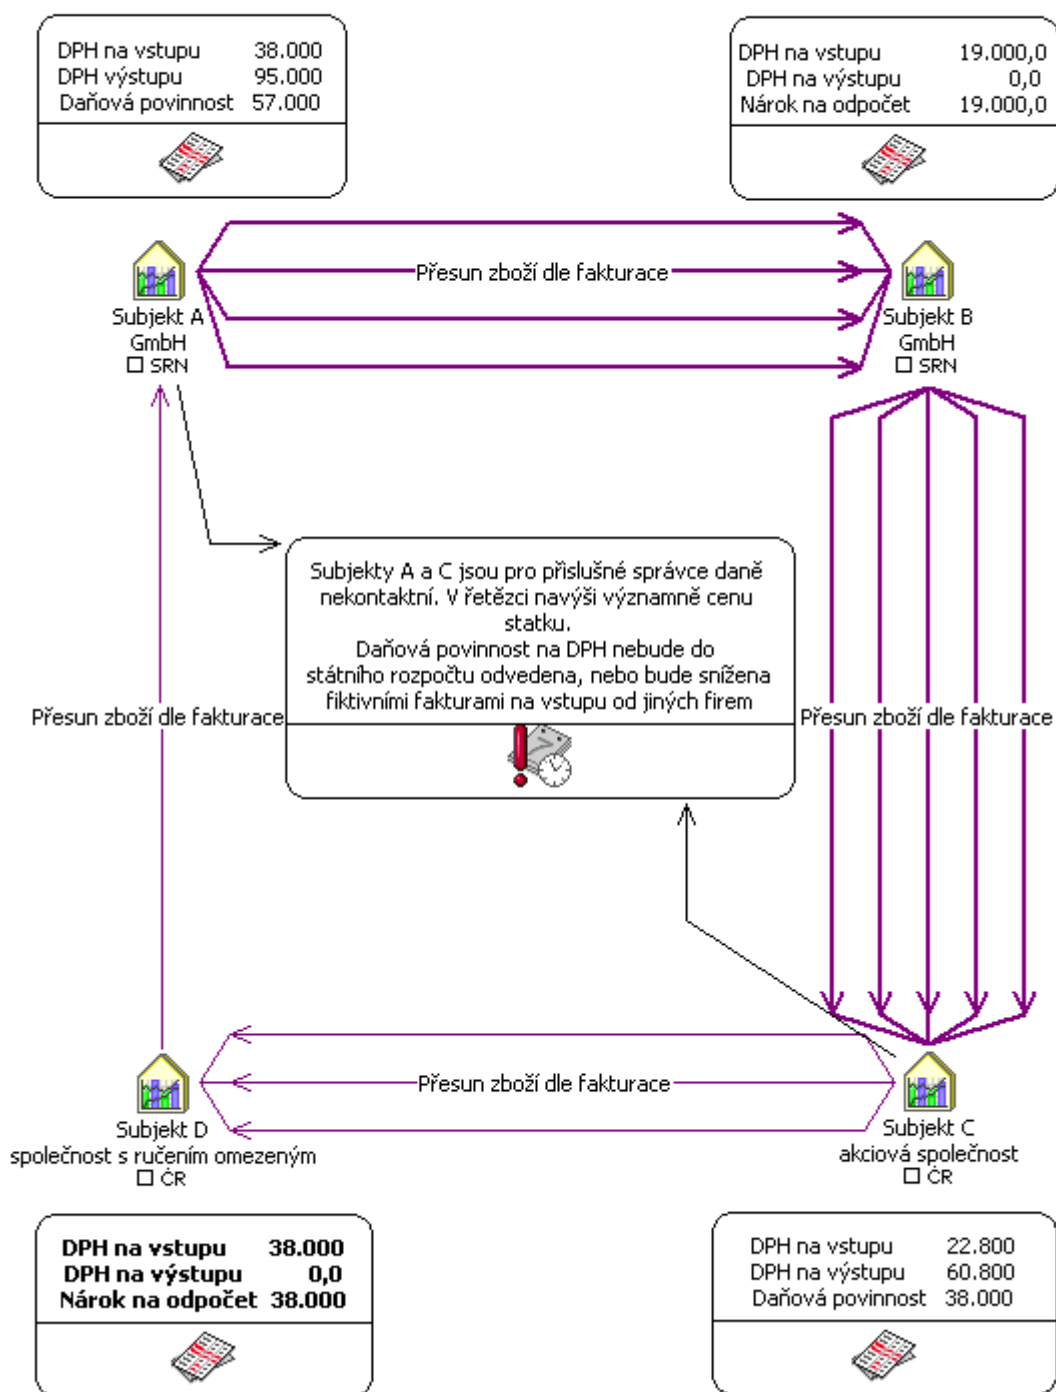 DPH na vstupu 38.000
DPH výstupu 95.000
Daňová povinnost 57.000
DPH na vstupu 19.000,0
DPH na výstupu 0,0
Nárok na odpočet 19.000,0
Přesun zboží dle fakturace
Subjekt A
GmbH
SRN
Subjekt B
GmbH
SRN
Subjekty A a C jsou pro příslušné správce daně
nekontaktní. V řetězci navýši významně cenu
statku.
Daňová povinnost na DPH nebude do
státního rozpočtu odvedena, nebo bude snížena
fiktivními fakturami na vstupu od jiných firem
Přesun zboží dle fakturace
Přesun zboží dle fakturace
Přesun zboží dle fakturace
Subjekt D
společnost s ručením omezeným
ČR
Subjekt C
akciová společnost
ČR
DPH na vstupu 38.000
DPH na výstupu 0,0
Nárok na odpočet 38.000
DPH na vstupu 22.800
DPH na výstupu 60.800
Daňová povinnost 38.000